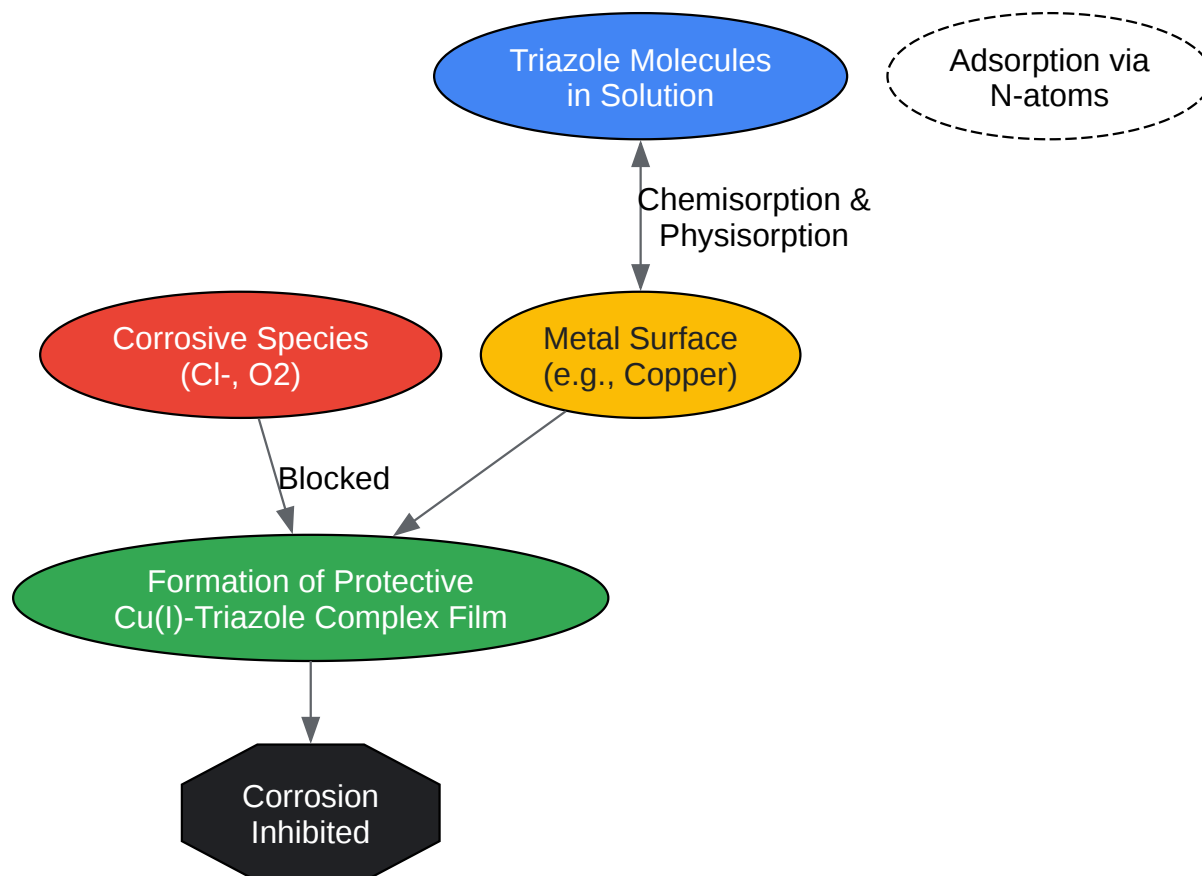 Triazole Molecules
in Solution
Adsorption via
N-atoms
Chemisorption &
Physisorption
Corrosive Species
(Cl-, O2)
Metal Surface
(e.g., Copper)
Blocked
Formation of Protective
Cu(I)-Triazole Complex Film
Corrosion
Inhibited